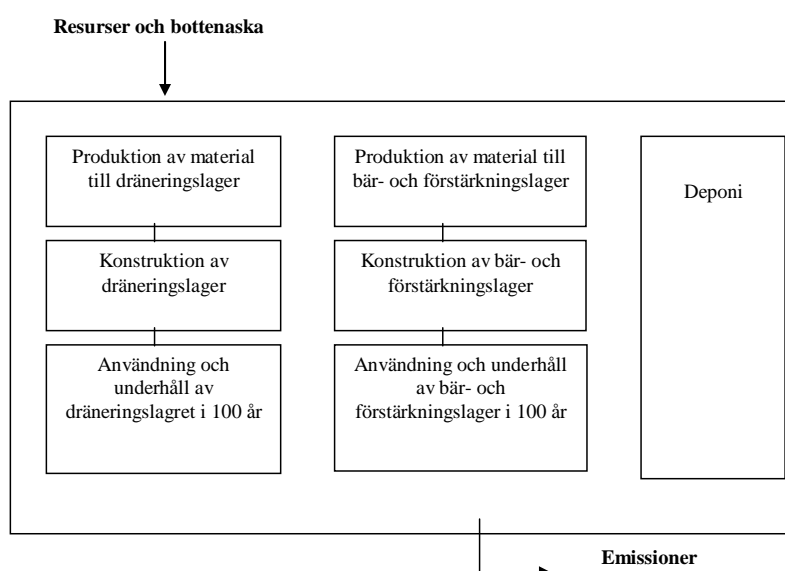 Resurser och bottenaska
Produktion av material
till dräneringslager
Konstruktion av
dräneringslager
Användning och
underhåll av
dräneringslagret i 100 år
Produktion av material till
bär- och förstärkningslager
Konstruktion av bär- och
förstärkningslager
Användning och underhåll
av bär- och
förstärkningslager i 100 år
Deponi
Emissioner